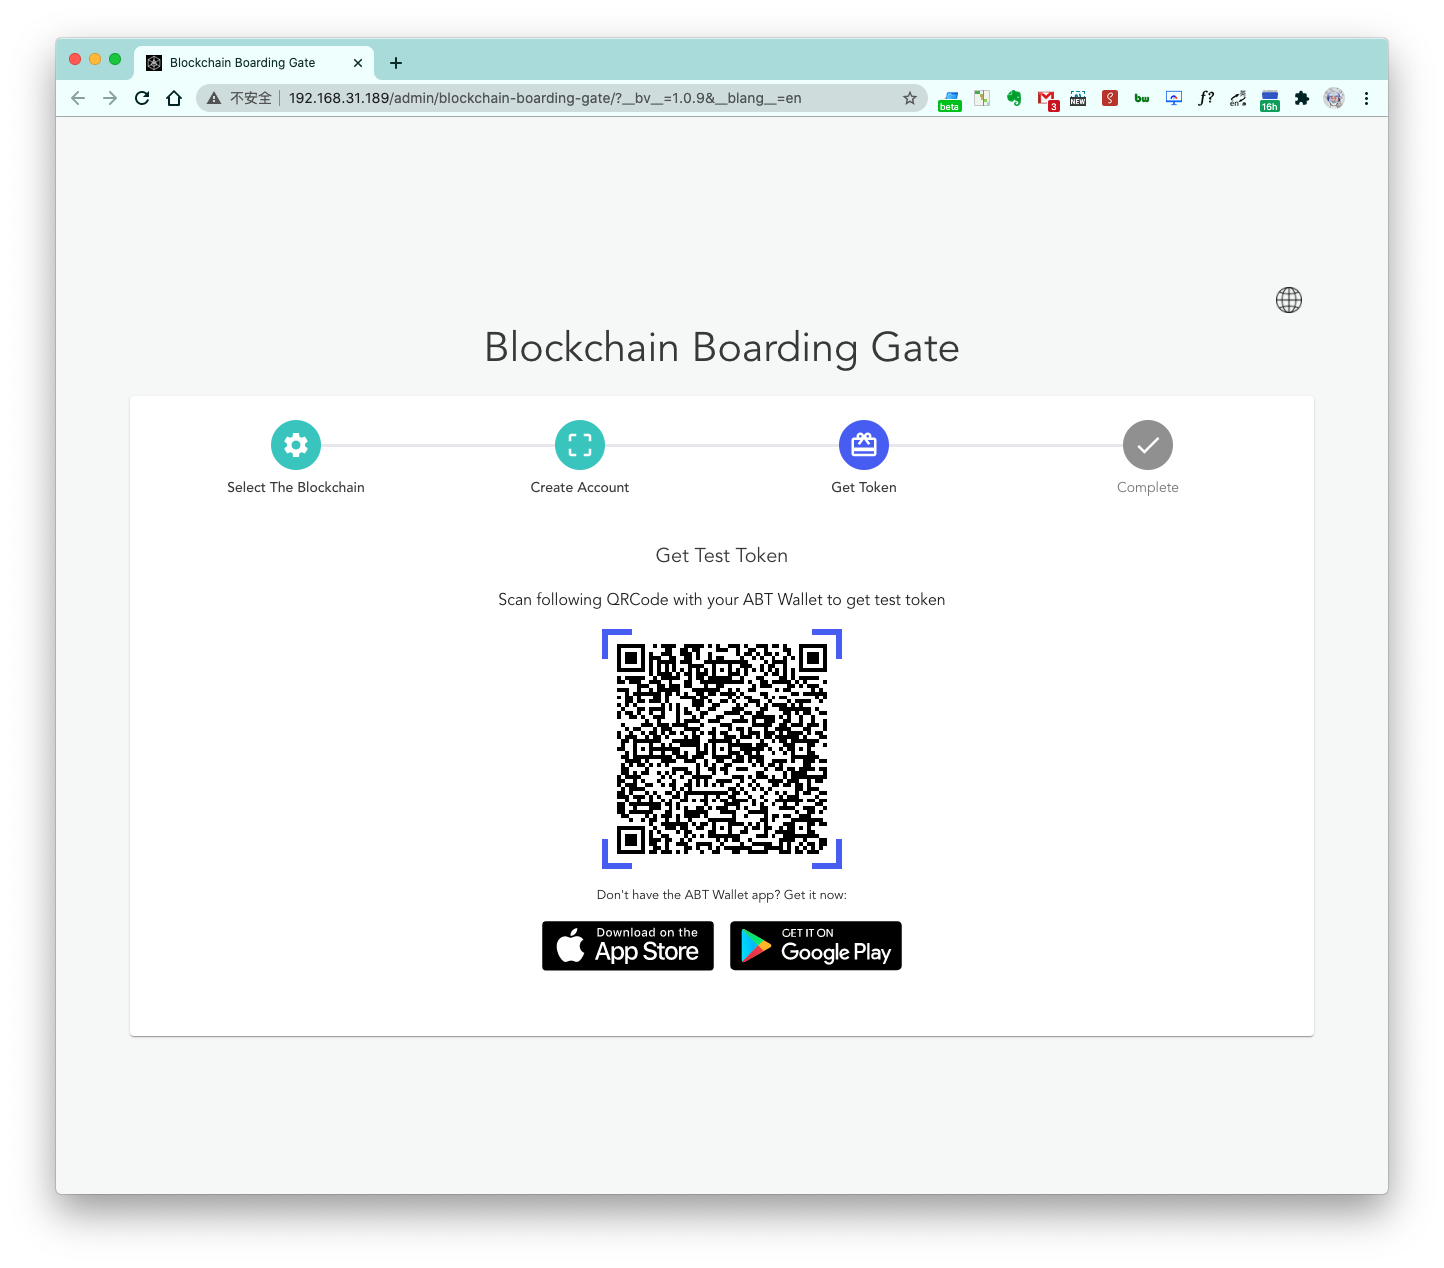 Blockchain Boarding Gate
不安全 192.168.31.189/admin/blockchain-boarding-gate/?__bv__=1.0.9&__blang__=en
beta
3
NEW
bw
f?
en
16h
Blockchain Boarding Gate
Select The Blockchain
Create Account
Get Token
Complete
Get Test Token
Scan following QRCode with your ABT Wallet to get test token
Don't have the ABT Wallet app? Get it now:
Download on the
App Store
GET IT ON
Google Play